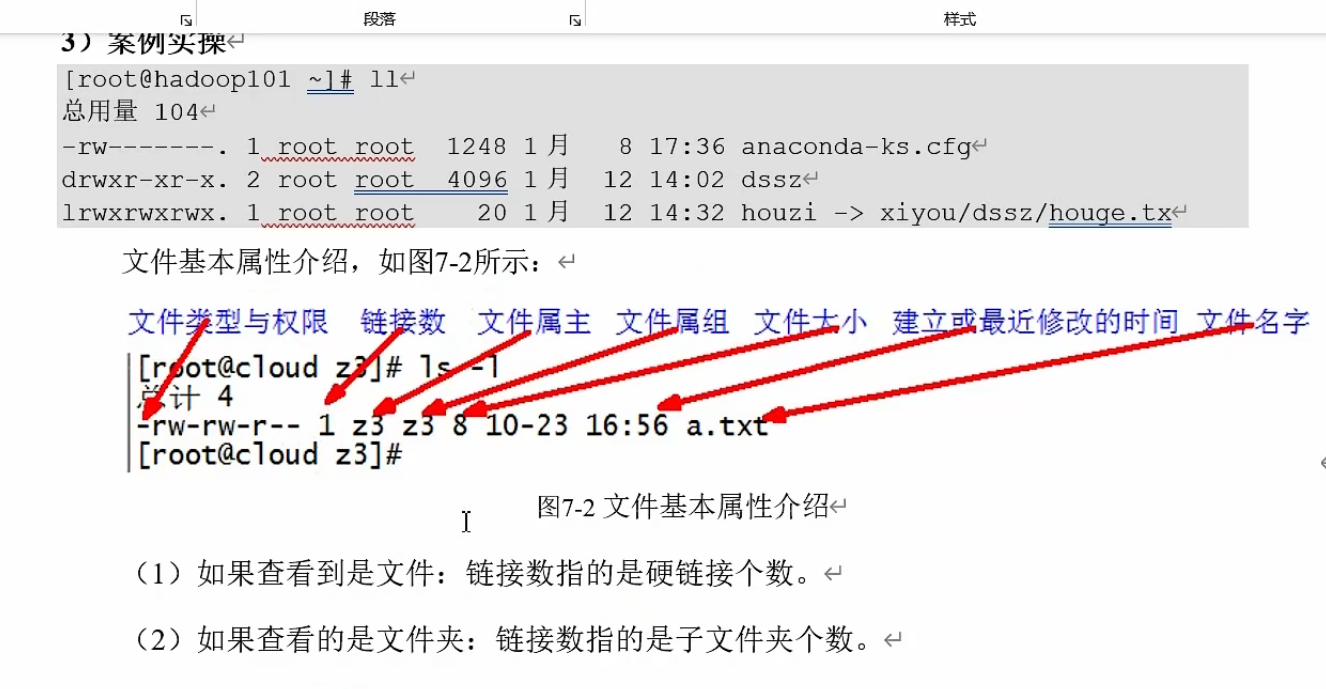 段落 样式
3）案例实操
[root@hadoop101 ~]# ll
总用量 104
-rw-------. 1 root root 1248 1月 8 17:36 anaconda-ks.cfg
drwxr-xr-x. 2 root root 4096 1月 12 14:02 dssz
lrwxrwxrwx. 1 root root 20 1月 12 14:32 houzi -> xiyou/dssz/houge.tx
文件基本属性介绍，如图7-2所示：
文件类型与权限 链接数 文件属主 文件属组 文件大小 建立或最近修改的时间 文件名字
[root@cloud z3]# ls -l
总计 4
-rw-rw-r-- 1 z3 z3 8 10-23 16:56 a.txt
[root@cloud z3]#
图7-2 文件基本属性介绍
（1）如果查看到是文件：链接数指的是硬链接个数。
（2）如果查看的是文件夹：链接数指的是子文件夹个数。